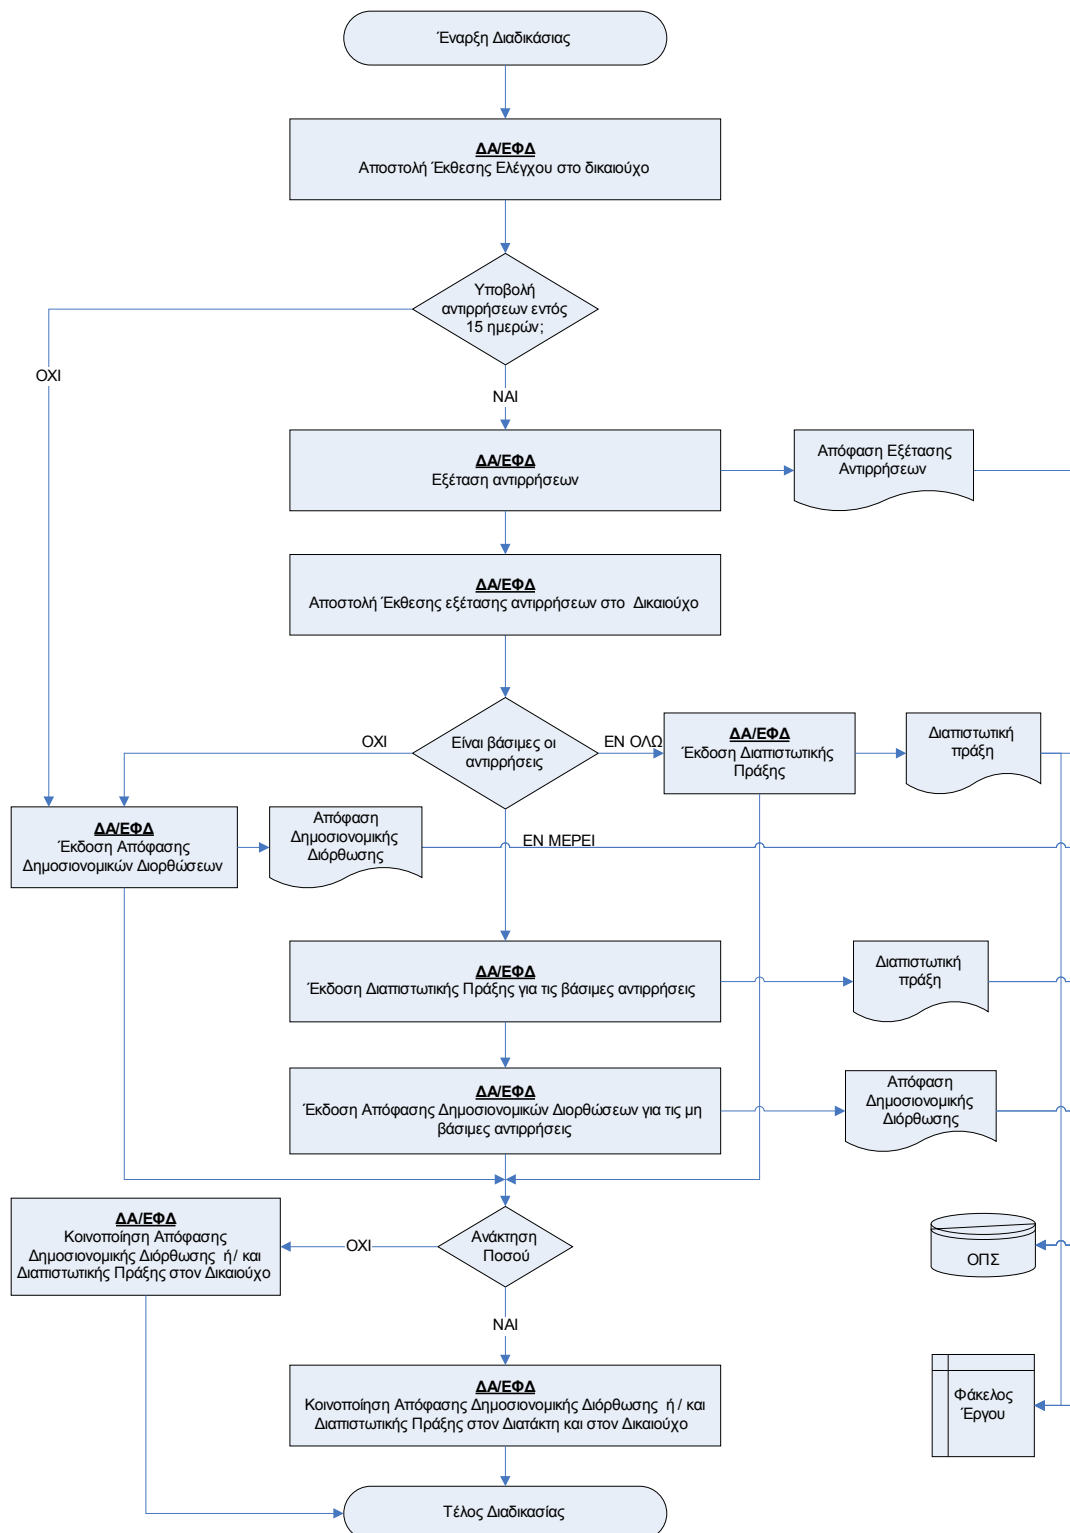 Έναρξη Διαδικάσιας
ΔΑ/ΕΦΔ
Αποστολή Έκθεσης Ελέγχου στο δικαιούχο
Υποβολή
αντιρρήσεων εντός
15 ημερών;
ΟΧΙ
ΝΑΙ
ΔΑ/ΕΦΔ
Εξέταση αντιρρήσεων
Απόφαση Εξέτασης
Αντιρρήσεων
ΔΑ/ΕΦΔ
Αποστολή Έκθεσης εξέτασης αντιρρήσεων στο Δικαιούχο
Είναι βάσιμες οι
αντιρρήσεις
ΟΧΙ
ΕΝ ΟΛΩ
ΔΑ/ΕΦΔ
Έκδοση Διαπιστωτικής
Πράξης
Διαπιστωτική
πράξη
ΔΑ/ΕΦΔ
Έκδοση Απόφασης
Δημοσιονομικών Διορθώσεων
Απόφαση
Δημοσιονομικής
Διόρθωσης
ΕΝ ΜΕΡΕΙ
ΔΑ/ΕΦΔ
Έκδοση Διαπιστωτικής Πράξης για τις βάσιμες αντιρρήσεις
Διαπιστωτική
πράξη
ΔΑ/ΕΦΔ
Έκδοση Απόφασης Δημοσιονομικών Διορθώσεων για τις μη
βάσιμες αντιρρήσεις
Απόφαση
Δημοσιονομικής
Διόρθωσης
ΔΑ/ΕΦΔ
Κοινοποίηση Απόφασης
Δημοσιονομικής Διόρθωσης ή / και
Διαπιστωτικής Πράξης στον Δικαιούχο
ΟΧΙ
Ανάκτηση
Ποσού
ΟΠΣ
ΝΑΙ
ΔΑ/ΕΦΔ
Κοινοποίηση Απόφασης Δημοσιονομικής Διόρθωσης ή / και
Διαπιστωτικής Πράξης στον Διατάκτη και στον Δικαιούχο
Φάκελος
Έργου
Τέλος Διαδικασίας